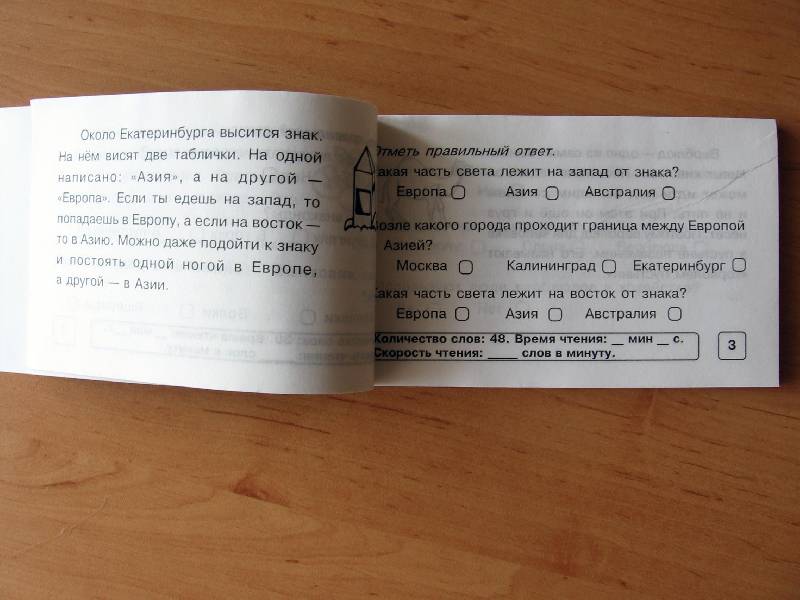 Около Екатеринбурга высится знак.
На нём висят две таблички. На одной
написано: «Азия», а на другой —
«Европа». Если ты едешь на запад, то
попадаешь в Европу, а если на восток —
то в Азию. Можно даже подойти к знаку
и постоять одной ногой в Европе,
а другой — в Азии.
Отметь правильный ответ.
Какая часть света лежит на запад от знака?
Европа Азия Австралия
Возле какого города проходит граница между Европой
Азией?
Москва Калининград Екатеринбург
Какая часть света лежит на восток от знака?
Европа Азия Австралия
Количество слов: 48. Время чтения: __ мин __ с.
Скорость чтения: ____ слов в минуту.
3